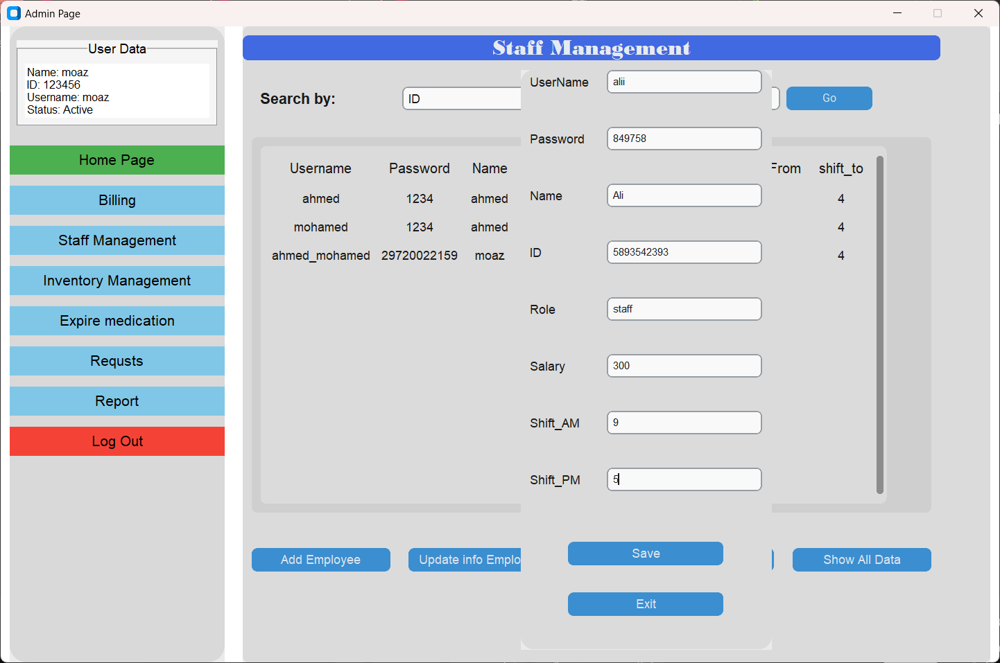 Admin Page
User Data
Name: moaz
ID: 123456
Username: moaz
Status: Active
Home Page
Billing
Staff Management
Inventory Management
Expire medication
Requsts
Report
Log Out
Staff Management
Search by:
ID
Go
Username Password Name From shift_to
ahmed 1234 ahmed 4
mohamed 1234 ahmed 4
ahmed_mohamed 29720022159 moaz 4
UserName alii
Password 849758
Name Ali
ID 5893542393
Role staff
Salary 300
Shift_AM 9
Shift_PM 5
Save
Exit
Add Employee
Update info Emplo
Show All Data